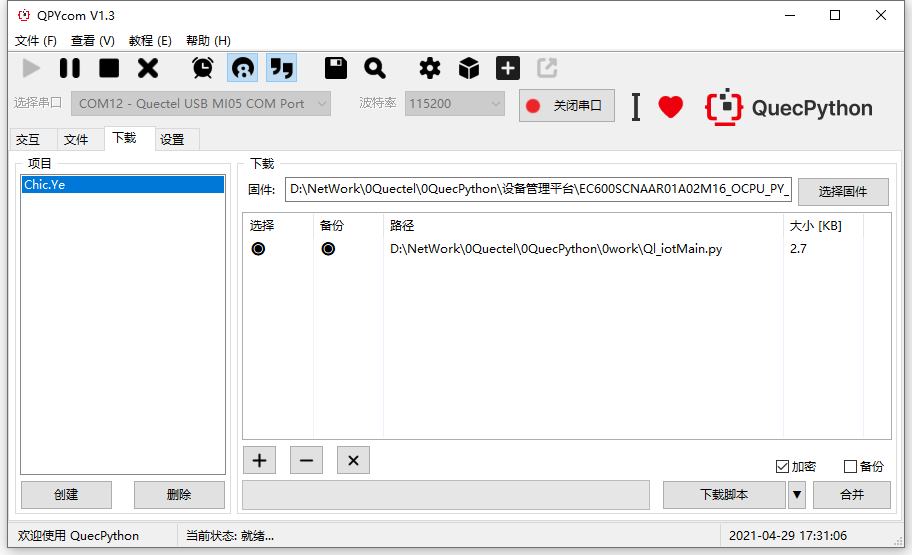 QPYcom V1.3
文件 (F) 查看 (V) 教程 (E) 帮助 (H)
选择串口 COM12 - Quectel USB MI05 COM Port 波特率 115200 关闭串口 QuecPython
交互 文件 下载 设置
项目
Chic.Ye
创建 删除
下载
固件: D:\NetWork\0Quectel\0QuecPython\设备管理平台\EC600SCNAAR01A02M16_OCPU_PY_ 选择固件
选择 备份 路径 大小 [KB]
D:\NetWork\0Quectel\0QuecPython\0work\Ql_iotMain.py 2.7
加密 备份
下载脚本 合并
欢迎使用 QuecPython 当前状态: 就绪... 2021-04-29 17:31:06